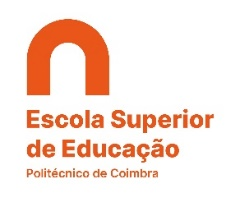 Escola Superior
de Educação
Politécnico de Coimbra